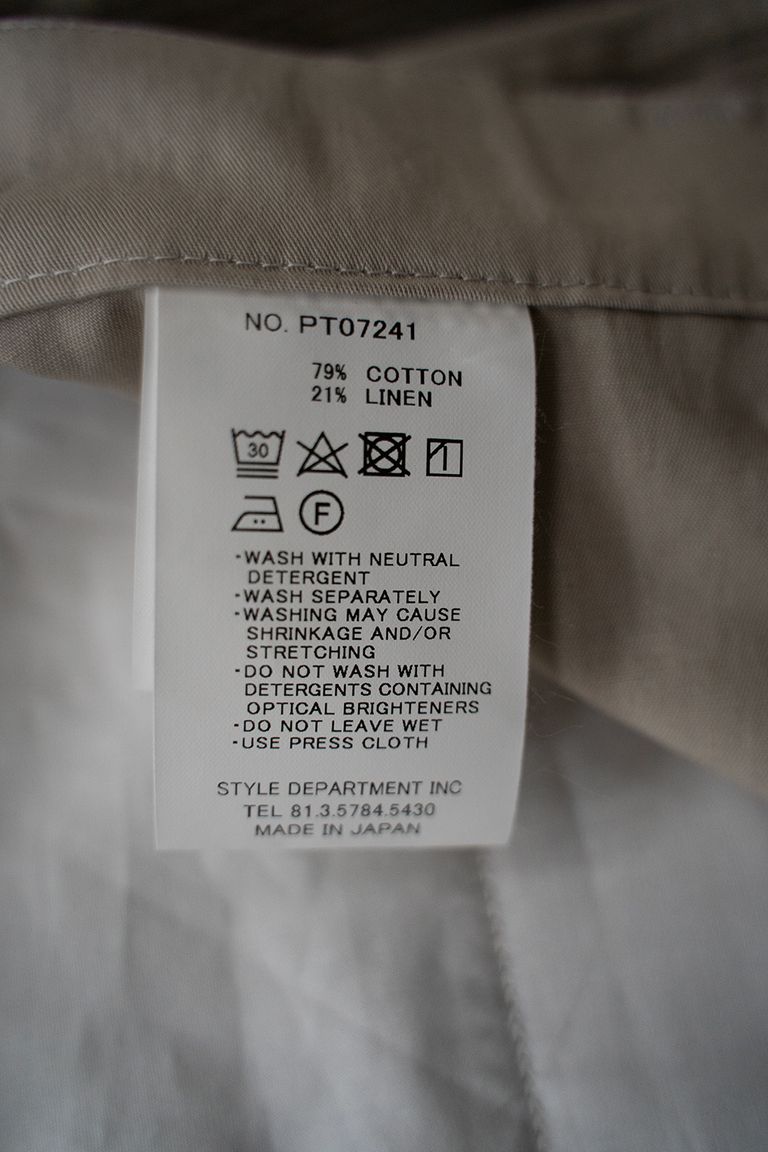 NO. PT07241
79% COTTON
21% LINEN
30
F
·WASH WITH NEUTRAL
DETERGENT
·WASH SEPARATELY
·WASHING MAY CAUSE
SHRINKAGE AND/OR
STRETCHING
·DO NOT WASH WITH
DETERGENTS CONTAINING
OPTICAL BRIGHTENERS
·DO NOT LEAVE WET
·USE PRESS CLOTH
STYLE DEPARTMENT INC
TEL 81.3.5784.5430
MADE IN JAPAN